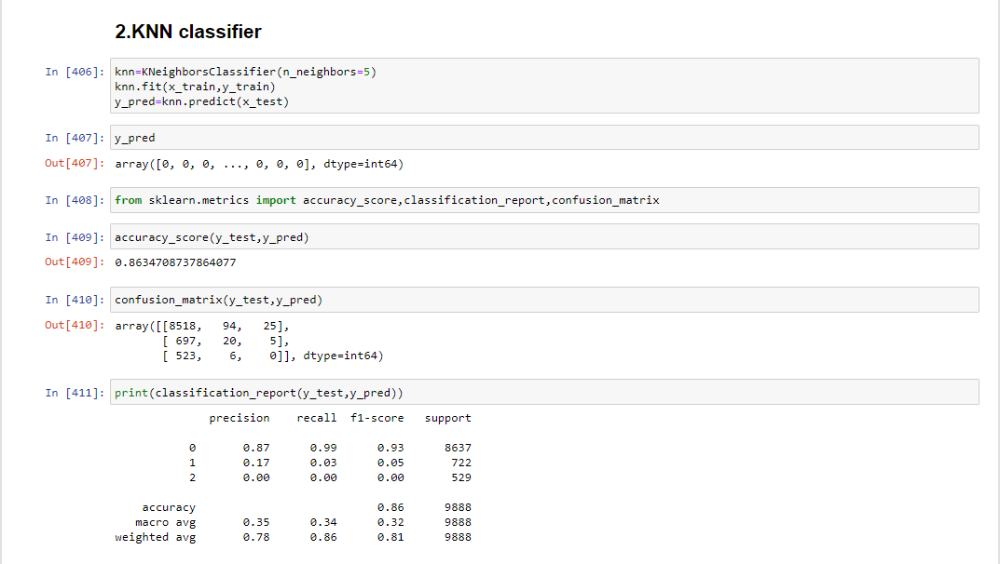 2.KNN classifier
In [406]: knn=KNeighborsClassifier(n_neighbors=5)
knn.fit(x_train,y_train)
y_pred=knn.predict(x_test)
In [407]: y_pred
Out[407]: array([0, 0, 0, ..., 0, 0, 0], dtype=int64)
In [408]: from sklearn.metrics import accuracy_score,classification_report,confusion_matrix
In [409]: accuracy_score(y_test,y_pred)
Out[409]: 0.8634708737864077
In [410]: confusion_matrix(y_test,y_pred)
Out[410]: array([[8518, 94, 25],
[ 697, 20, 5],
[ 523, 6, 0]], dtype=int64)
In [411]: print(classification_report(y_test,y_pred))
precision recall f1-score support
0 0.87 0.99 0.93 8637
1 0.17 0.03 0.05 722
2 0.00 0.00 0.00 529
accuracy 0.86 9888
macro avg 0.35 0.34 0.32 9888
weighted avg 0.78 0.86 0.81 9888